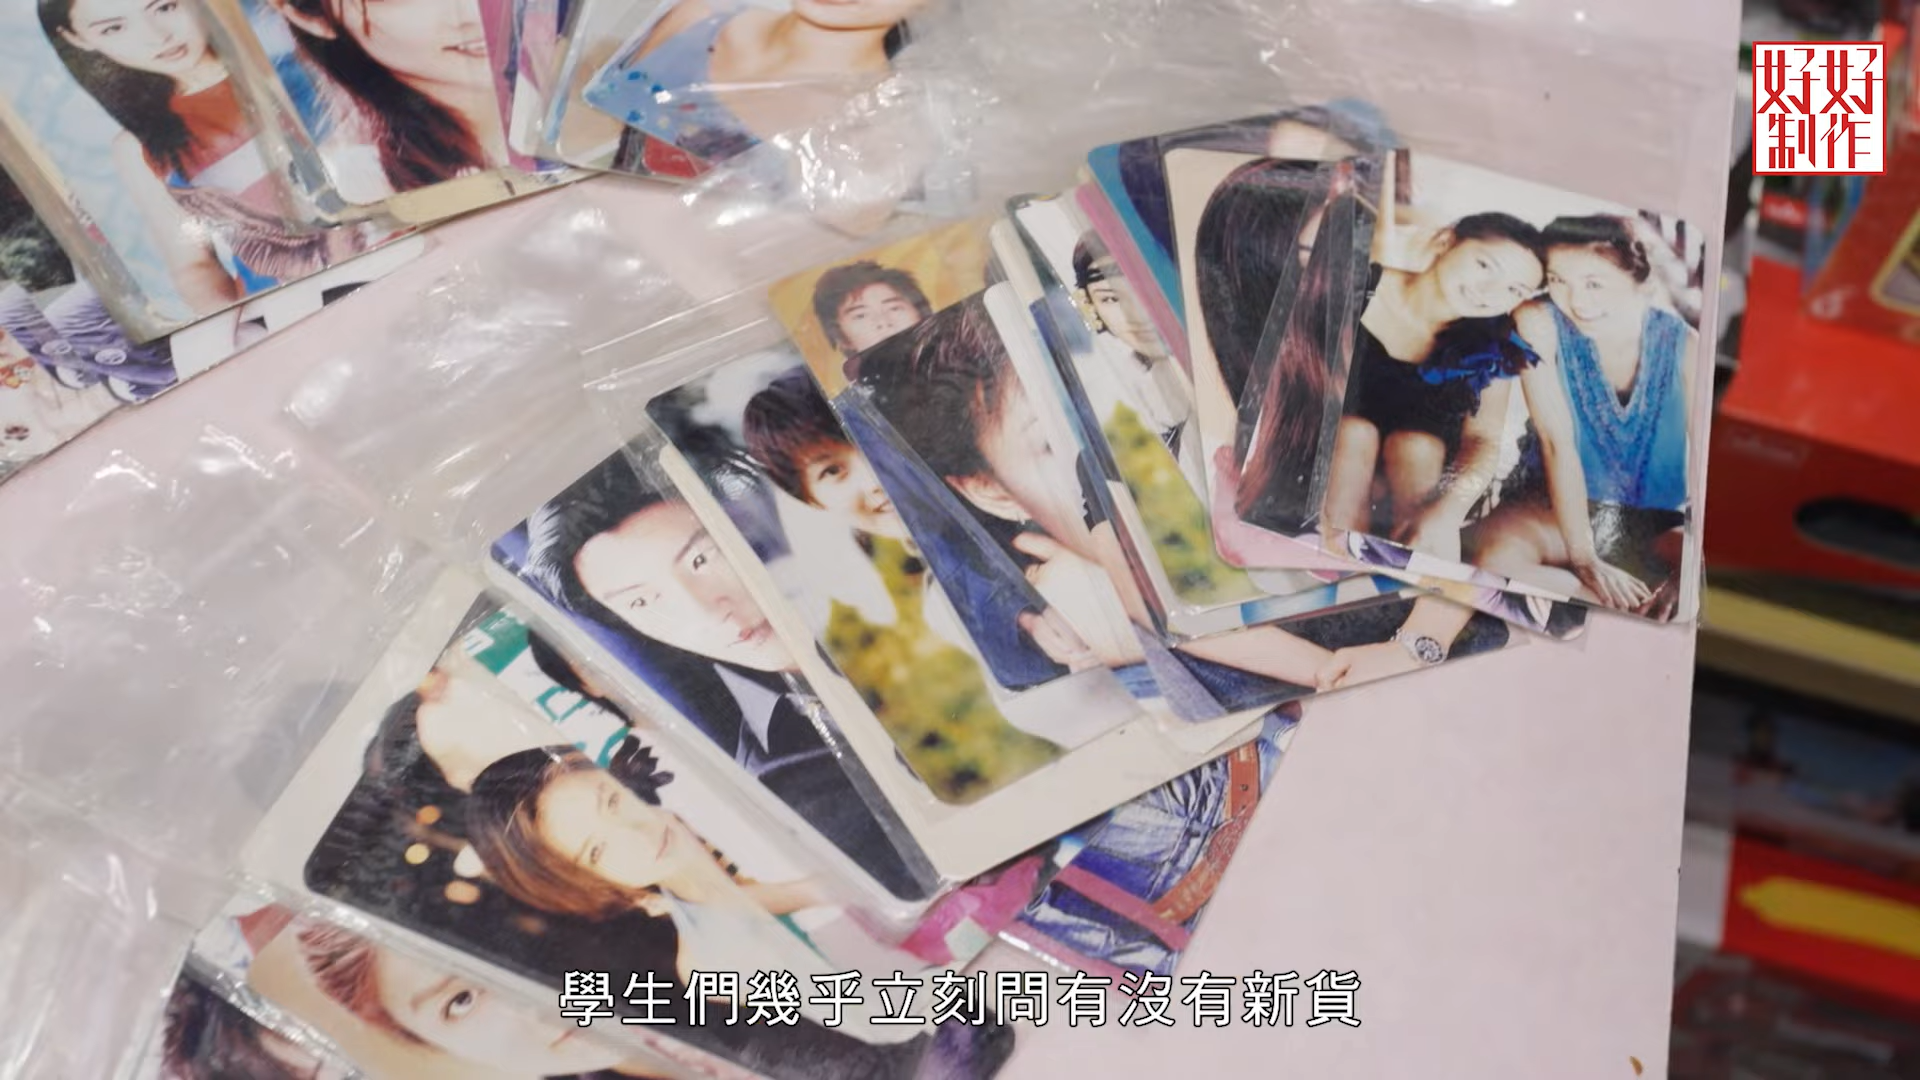 好好
制作
學生們幾乎立刻問有沒有新貨